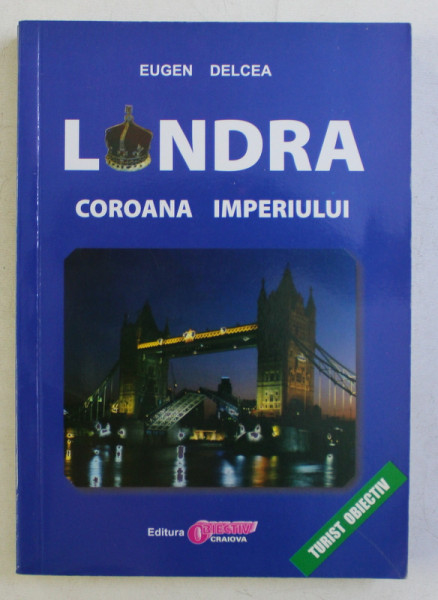 EUGEN DELCEA
LONDRA
COROANA IMPERIULUI
TURIST OBIECTIV
Editura OBIECTIV
CRAIOVA